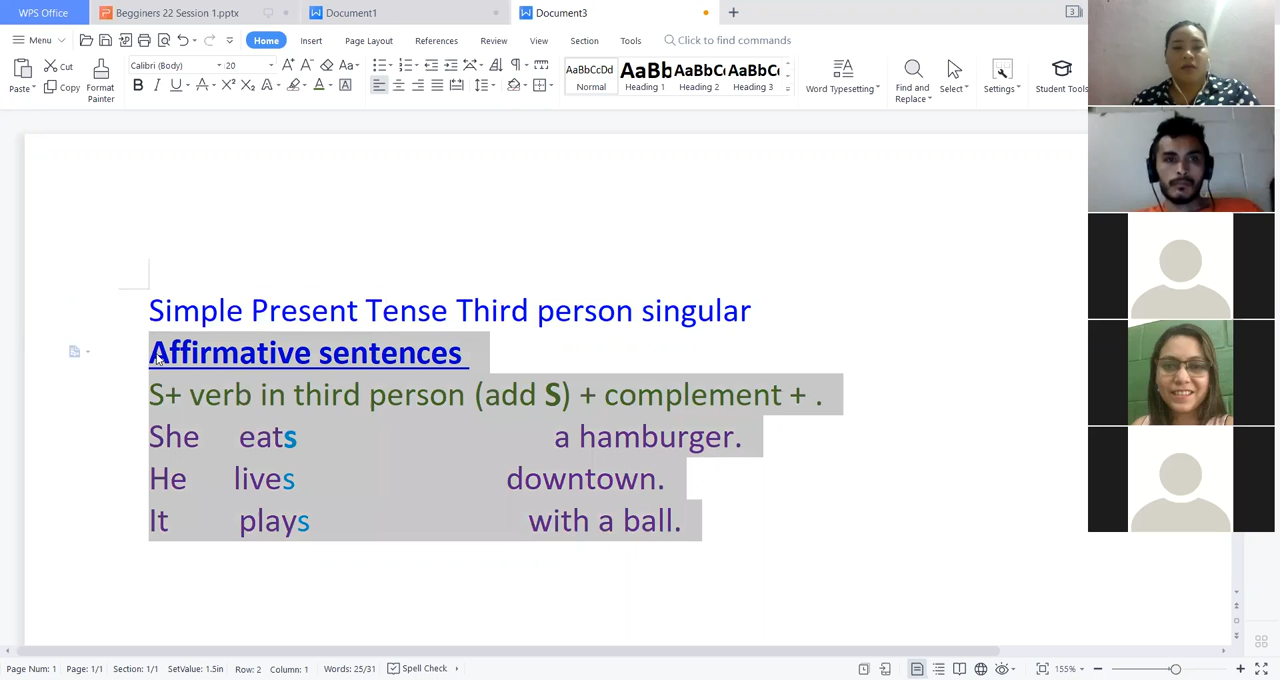 WPS Office Begginers 22 Session 1.pptx Document1 Document3 + 3
Menu Home Insert Page Layout References Review View Section Tools Click to find commands
Paste Cut Copy Format Painter Calibri (Body) 20 AaBbCcDd Normal AaBb Heading 1 AaBbCc Heading 2 AaBbCc Heading 3 Word Typesetting Find and Replace Select Settings Student Tools
Simple Present Tense Third person singular
Affirmative sentences
S+ verb in third person (add S) + complement + .
She eats a hamburger.
He lives downtown.
It plays with a ball.
Page Num: 1 Page: 1/1 Section: 1/1 SetValue: 1.5in Row: 2 Column: 1 Words: 25/31 Spell Check 155%